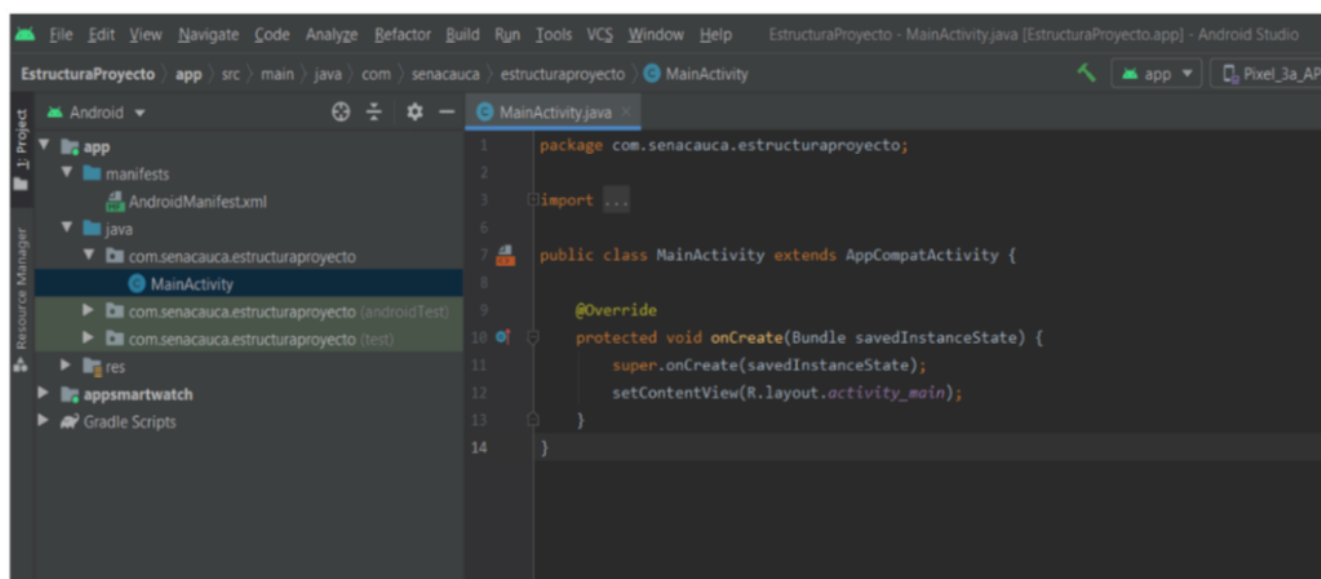 File Edit View Navigate Code Analyze Refactor Build Run Tools VCS Window Help EstructuraProyecto - MainActivity.java [EstructuraProyecto.app] - Android Studio
EstructuraProyecto app src main java com senacauca estructuraproyecto MainActivity app Pixel_3a_AP
1: Project
Resource Manager
Android
app
manifests
AndroidManifest.xml
java
com.senacauca.estructuraproyecto
MainActivity
com.senacauca.estructuraproyecto (androidTest)
com.senacauca.estructuraproyecto (test)
res
appsmartwatch
Gradle Scripts
MainActivity.java
1 package com.senacauca.estructuraproyecto;
2
3 import ...
6
7 public class MainActivity extends AppCompatActivity {
8
9 @Override
10 protected void onCreate(Bundle savedInstanceState) {
11 super.onCreate(savedInstanceState);
12 setContentView(R.layout.activity_main);
13 }
14 }